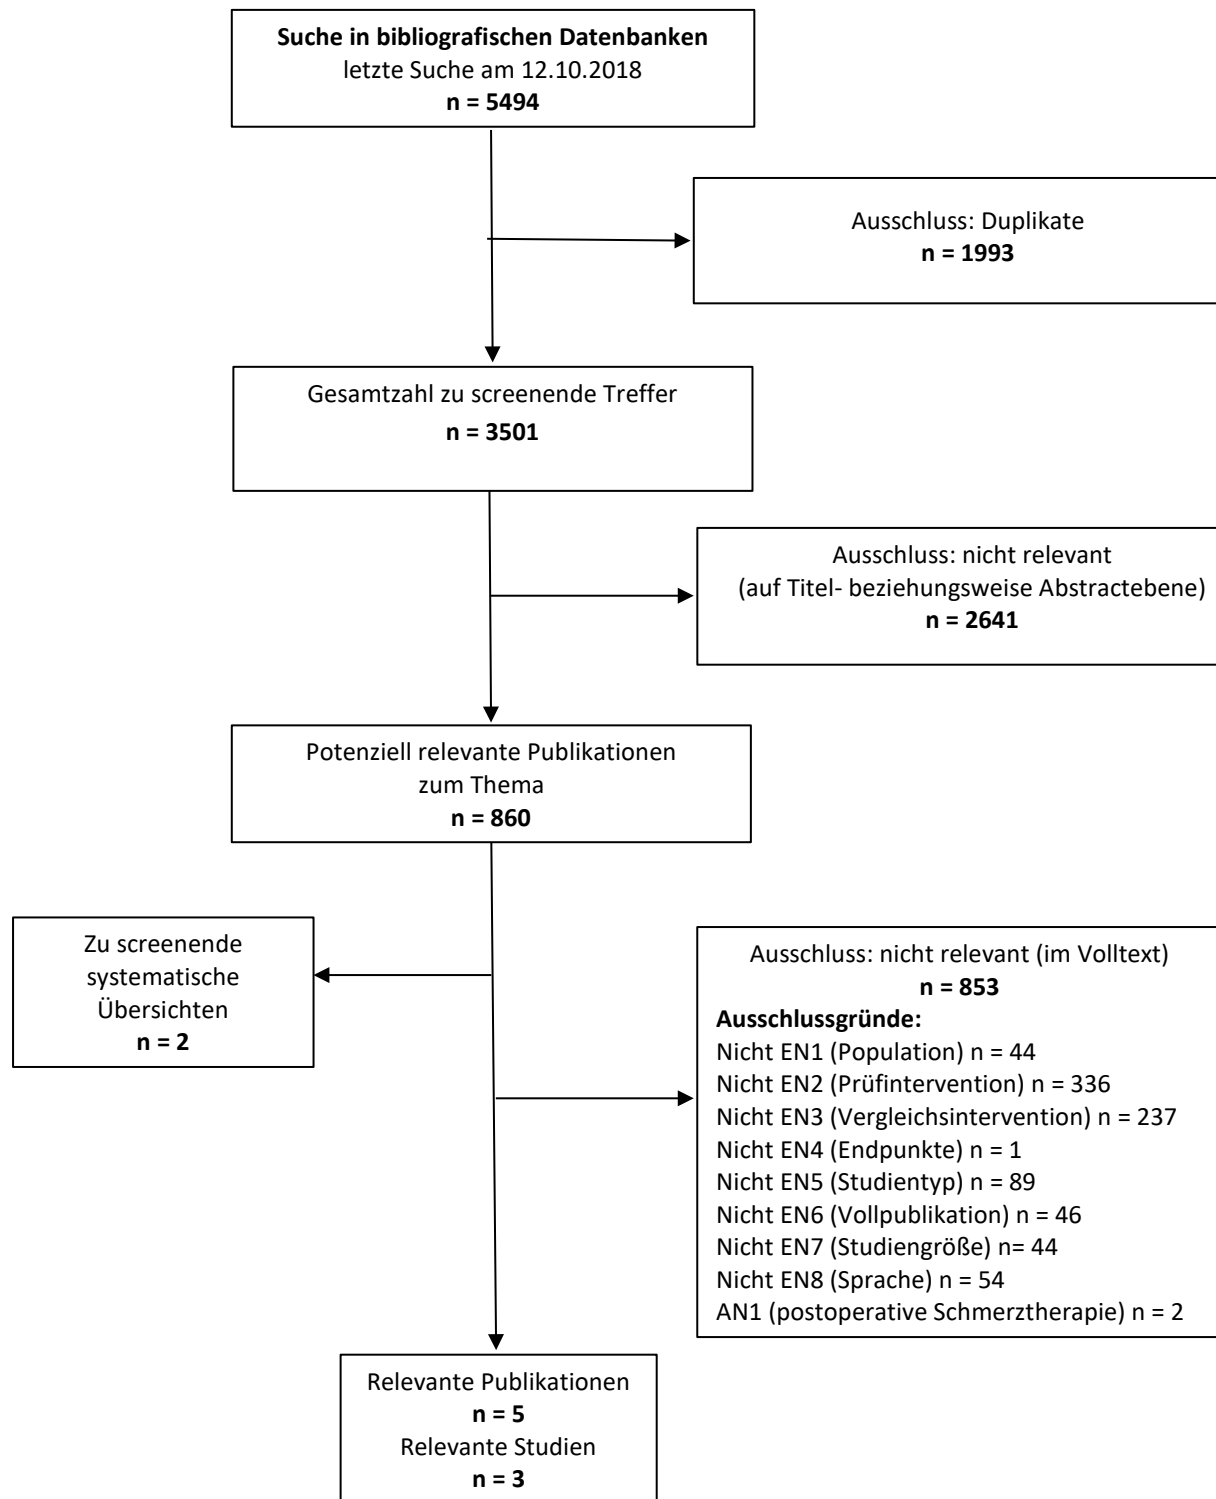 Suche in bibliografischen Datenbanken
letzte Suche am 12.10.2018
n = 5494
Ausschluss: Duplikate
n = 1993
Gesamtzahl zu screenende Treffer
n = 3501
Ausschluss: nicht relevant
(auf Titel- beziehungsweise Abstractebene)
n = 2641
Potenziell relevante Publikationen
zum Thema
n = 860
Zu screenende
systematische
Übersichten
n = 2
Ausschluss: nicht relevant (im Volltext)
n = 853
Ausschlussgründe:
Nicht EN1 (Population) n = 44
Nicht EN2 (Prüfintervention) n = 336
Nicht EN3 (Vergleichsintervention) n = 237
Nicht EN4 (Endpunkte) n = 1
Nicht EN5 (Studientyp) n = 89
Nicht EN6 (Vollpublikation) n = 46
Nicht EN7 (Studiengröße) n= 44
Nicht EN8 (Sprache) n = 54
AN1 (postoperative Schmerztherapie) n = 2
Relevante Publikationen
n = 5
Relevante Studien
n = 3